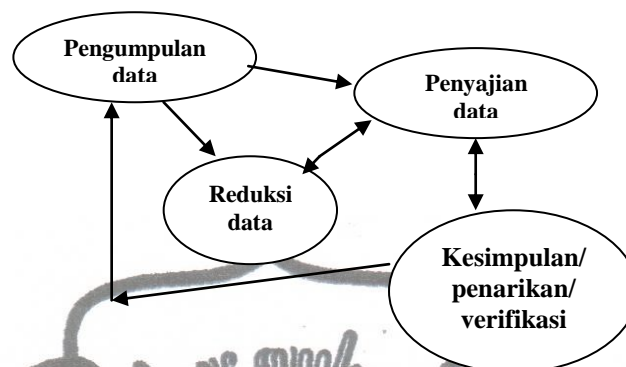 Pengumpulan
data
Penyajian
data
Reduksi
data
Kesimpulan/
penarikan/
verifikasi